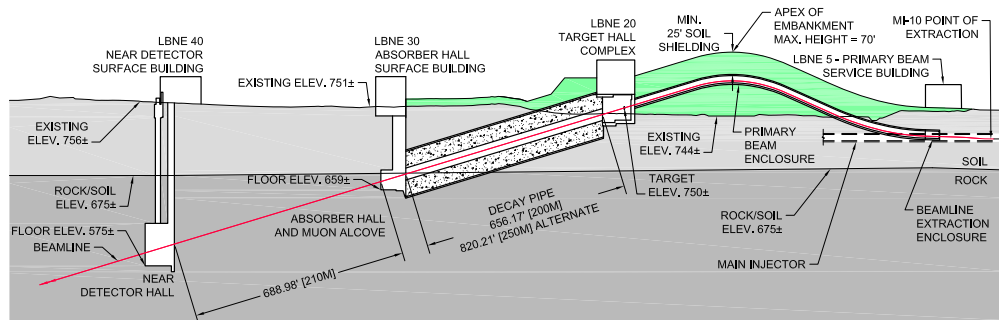 LBNE 40
NEAR DETECTOR
SURFACE BUILDING
LBNE 30
ABSORBER HALL
SURFACE BUILDING
LBNE 20
TARGET HALL
COMPLEX
MIN.
25' SOIL
SHIELDING
APEX OF
EMBANKMENT
MAX. HEIGHT = 70'
MI-10 POINT OF
EXTRACTION
LBNE 5 - PRIMARY BEAM
SERVICE BUILDING
EXISTING ELEV. 751±
EXISTING
ELEV. 756±
EXISTING
ELEV. 744±
PRIMARY
BEAM
ENCLOSURE
SOIL
ROCK
ROCK/SOIL
ELEV. 675±
FLOOR ELEV. 659±
TARGET
ELEV. 750±
DECAY PIPE
656.17' [200M]
820.21' [250M] ALTERNATE
ABSORBER HALL
AND MUON ALCOVE
ROCK/SOIL
ELEV. 675±
BEAMLINE
EXTRACTION
ENCLOSURE
FLOOR ELEV. 575±
BEAMLINE
MAIN INJECTOR
NEAR
DETECTOR HALL
688.98' [210M]